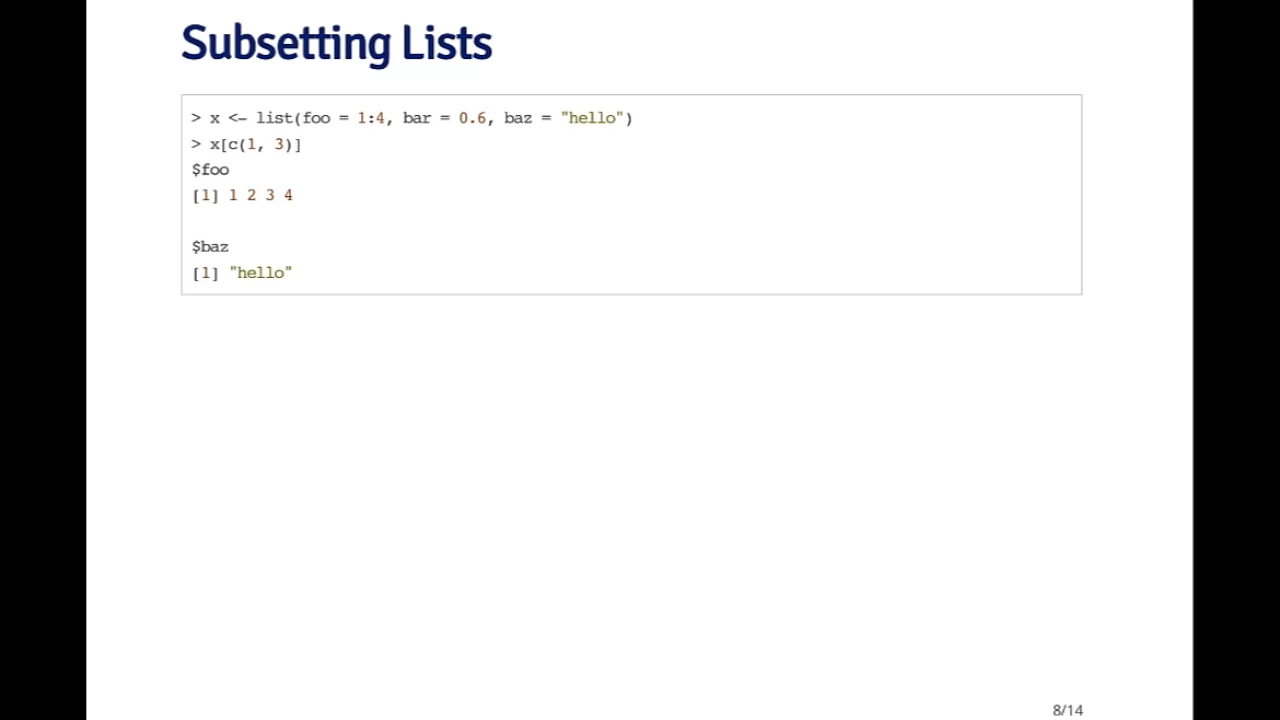 Subsetting Lists
> x <- list(foo = 1:4, bar = 0.6, baz = "hello")
> x[c(1, 3)]
$foo
[1] 1 2 3 4
$baz
[1] "hello"
8/14